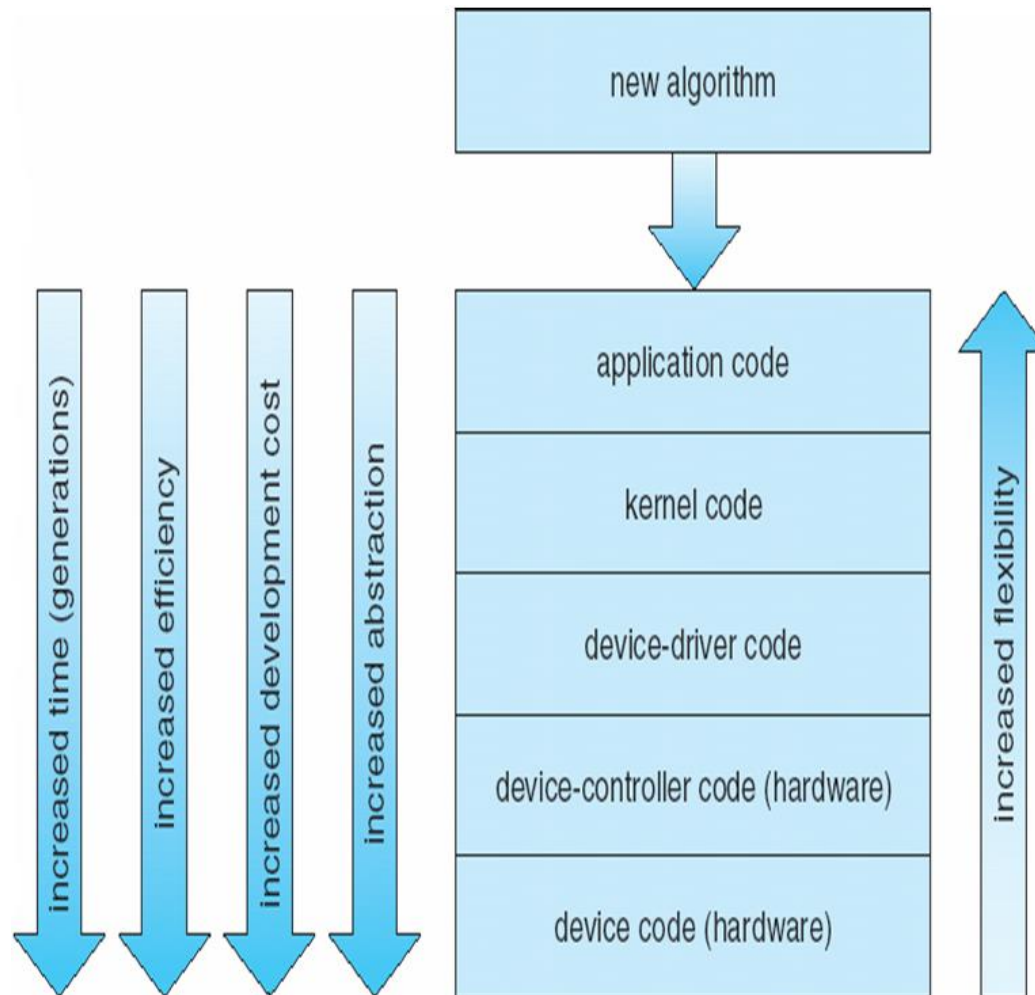 new algorithm
increased time (generations)
increased efficiency
increased development cost
increased abstraction
application code
kernel code
device-driver code
device-controller code (hardware)
device code (hardware)
increased flexibility